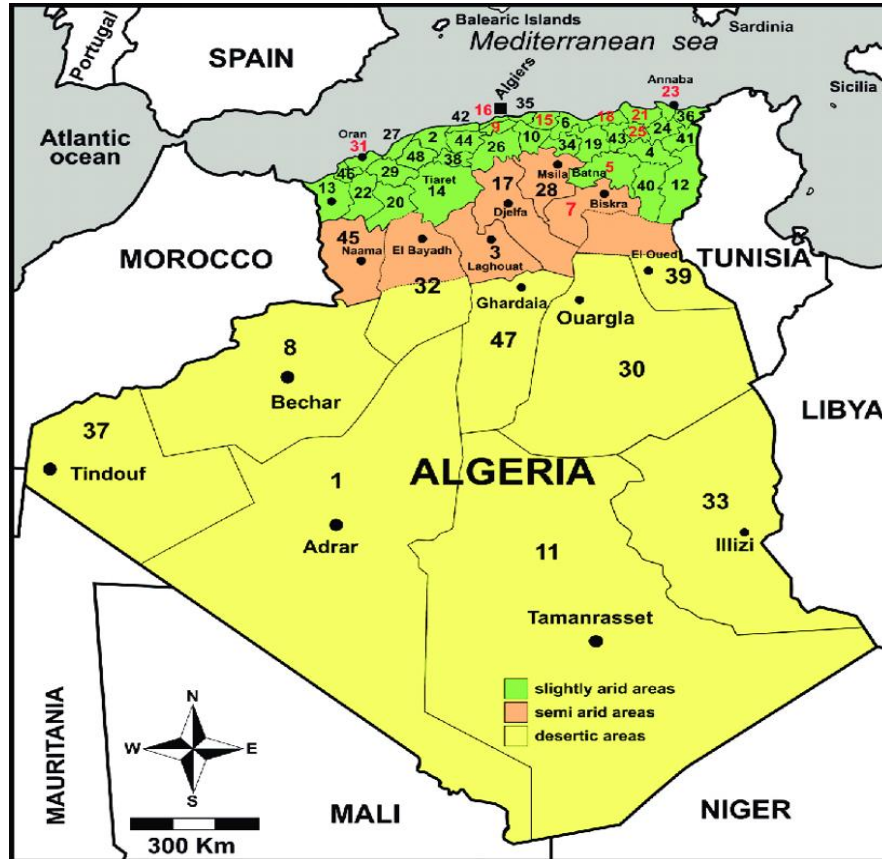 Balearic Islands
Sardinia
Portugal
SPAIN
Mediterranean sea
Sicilia
Algiers
Annaba
16
35
23
42
9
15
6
18
21
36
Atlantic
ocean
Oran
31
27
2
44
26
10
34
19
43
25
24
41
4
46
29
48
38
13
22
20
Tiaret
14
17
Djelfa
Msila
28
Batna
5
7
Biskra
40
12
MOROCCO
45
Naama
El Bayadh
3
Laghouat
El Oued
39
TUNISIA
32
Ghardaia
47
Ouargla
30
8
Bechar
LIBYA
37
Tindouf
ALGERIA
1
Adrar
33
Illizi
11
Tamanrasset
slightly arid areas
semi arid areas
desertic areas
MAURITANIA
N
W
E
S
300 Km
MALI
NIGER